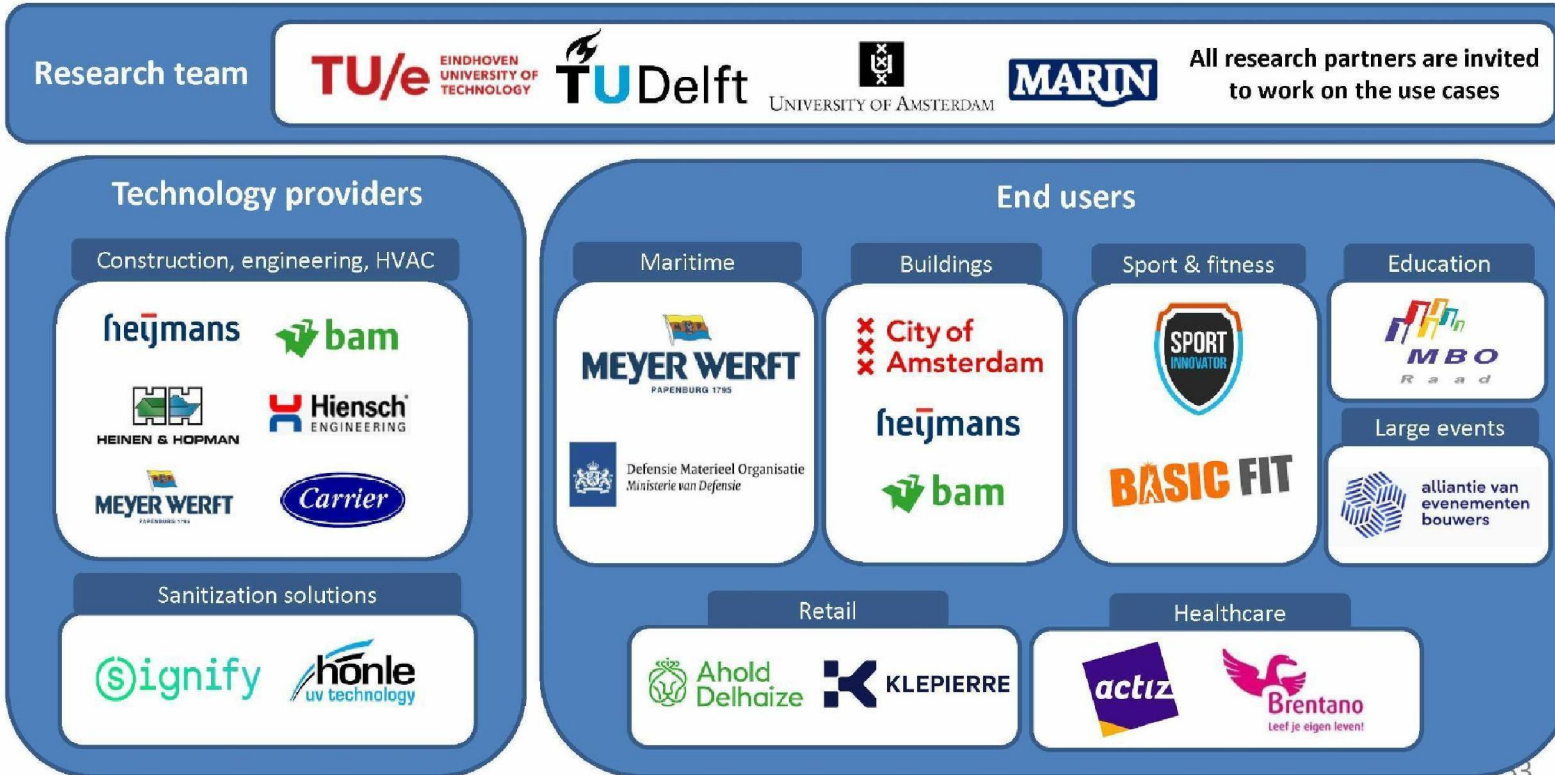 Research team
TU/e
EINDHOVEN
UNIVERSITY OF
TECHNOLOGY
TUDelft
UNIVERSITY OF AMSTERDAM
MARIN
All research partners are invited
to work on the use cases
Technology providers
Construction, engineering, HVAC
heijmans
bam
HEINEN & HOPMAN
Hiensch
ENGINEERING
MEYER WERFT
PAPENBURG 1795
Carrier
Sanitization solutions
signify
hönle
uv technology
End users
Maritime
MEYER WERFT
PAPENBURG 1795
Defensie Materieel Organisatie
Ministerie van Defensie
Buildings
City of
Amsterdam
heijmans
bam
Sport & fitness
SPORT
INNOVATOR
BASIC FIT
Education
MBO
Raad
Large events
alliantie van
evenementen
bouwers
Retail
Ahold
Delhaize
KLEPIERRE
Healthcare
actiz
Brentano
Leef je eigen leven!